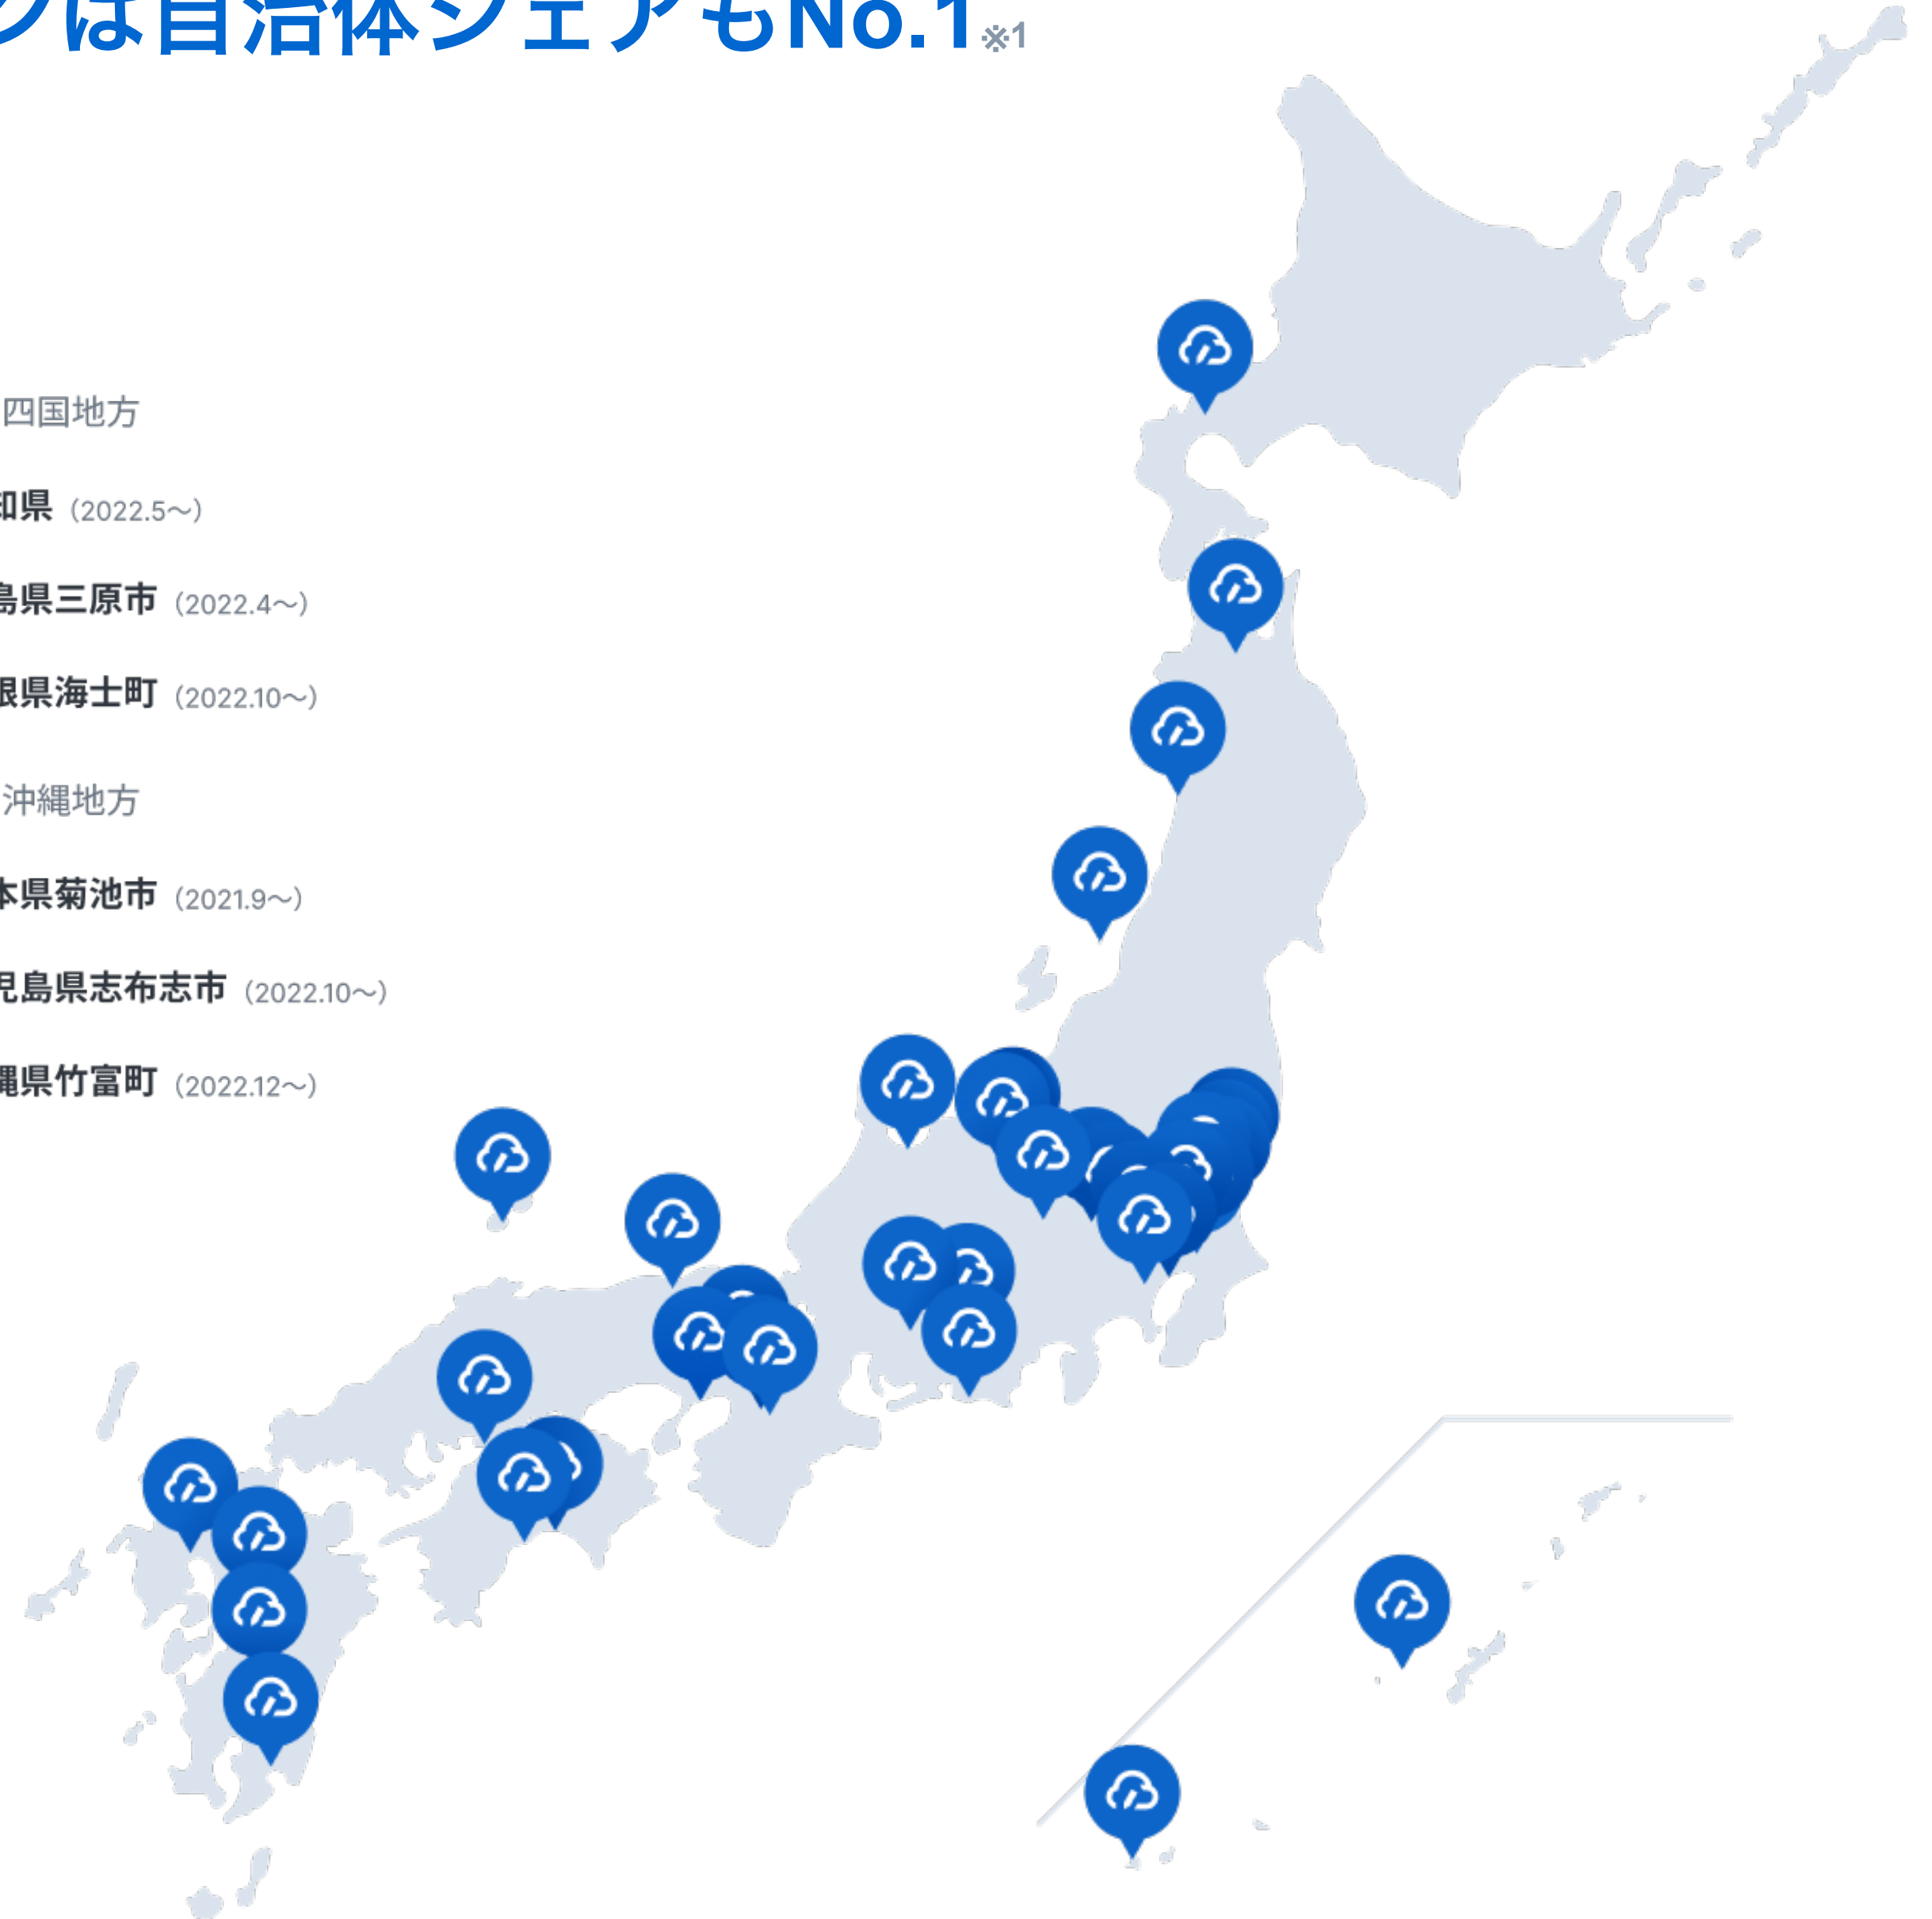 は自治体シェアもNo.1※1
四国地方
知県（2022.5〜）
島県三原市（2022.4〜）
根県海士町（2022.10〜）
沖縄地方
本県菊池市（2021.9〜）
児島県志布志市（2022.10〜）
縄県竹富町（2022.12〜）